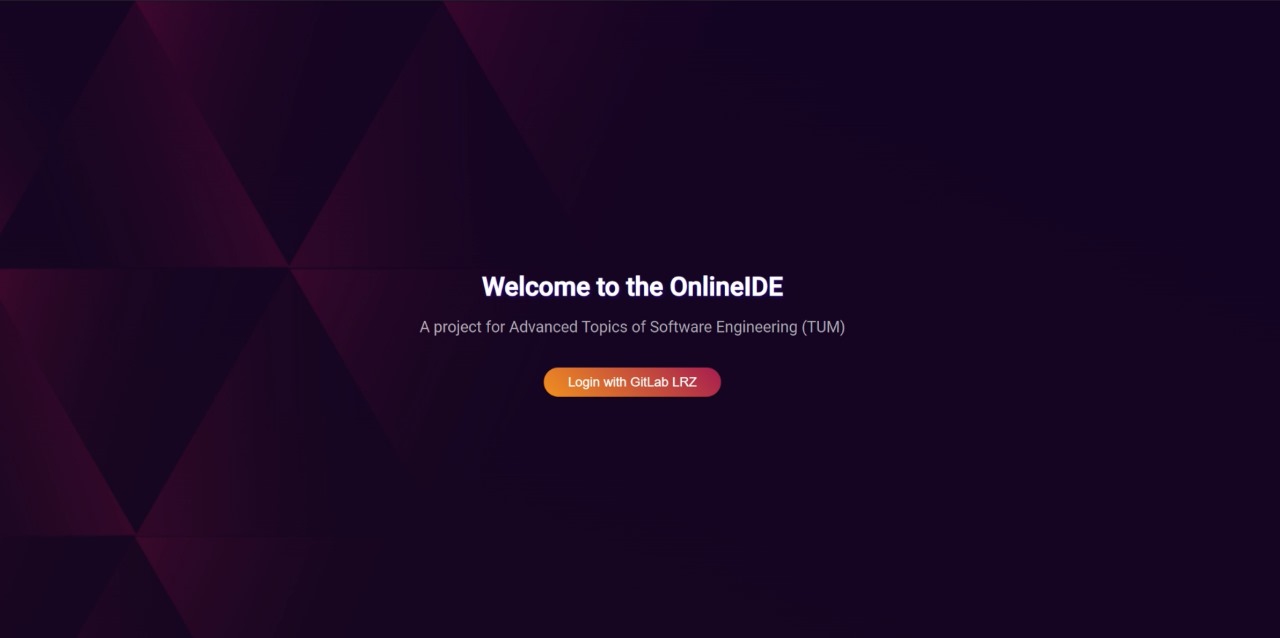 Welcome to the OnlineIDE
A project for Advanced Topics of Software Engineering (TUM)
Login with GitLab LRZ